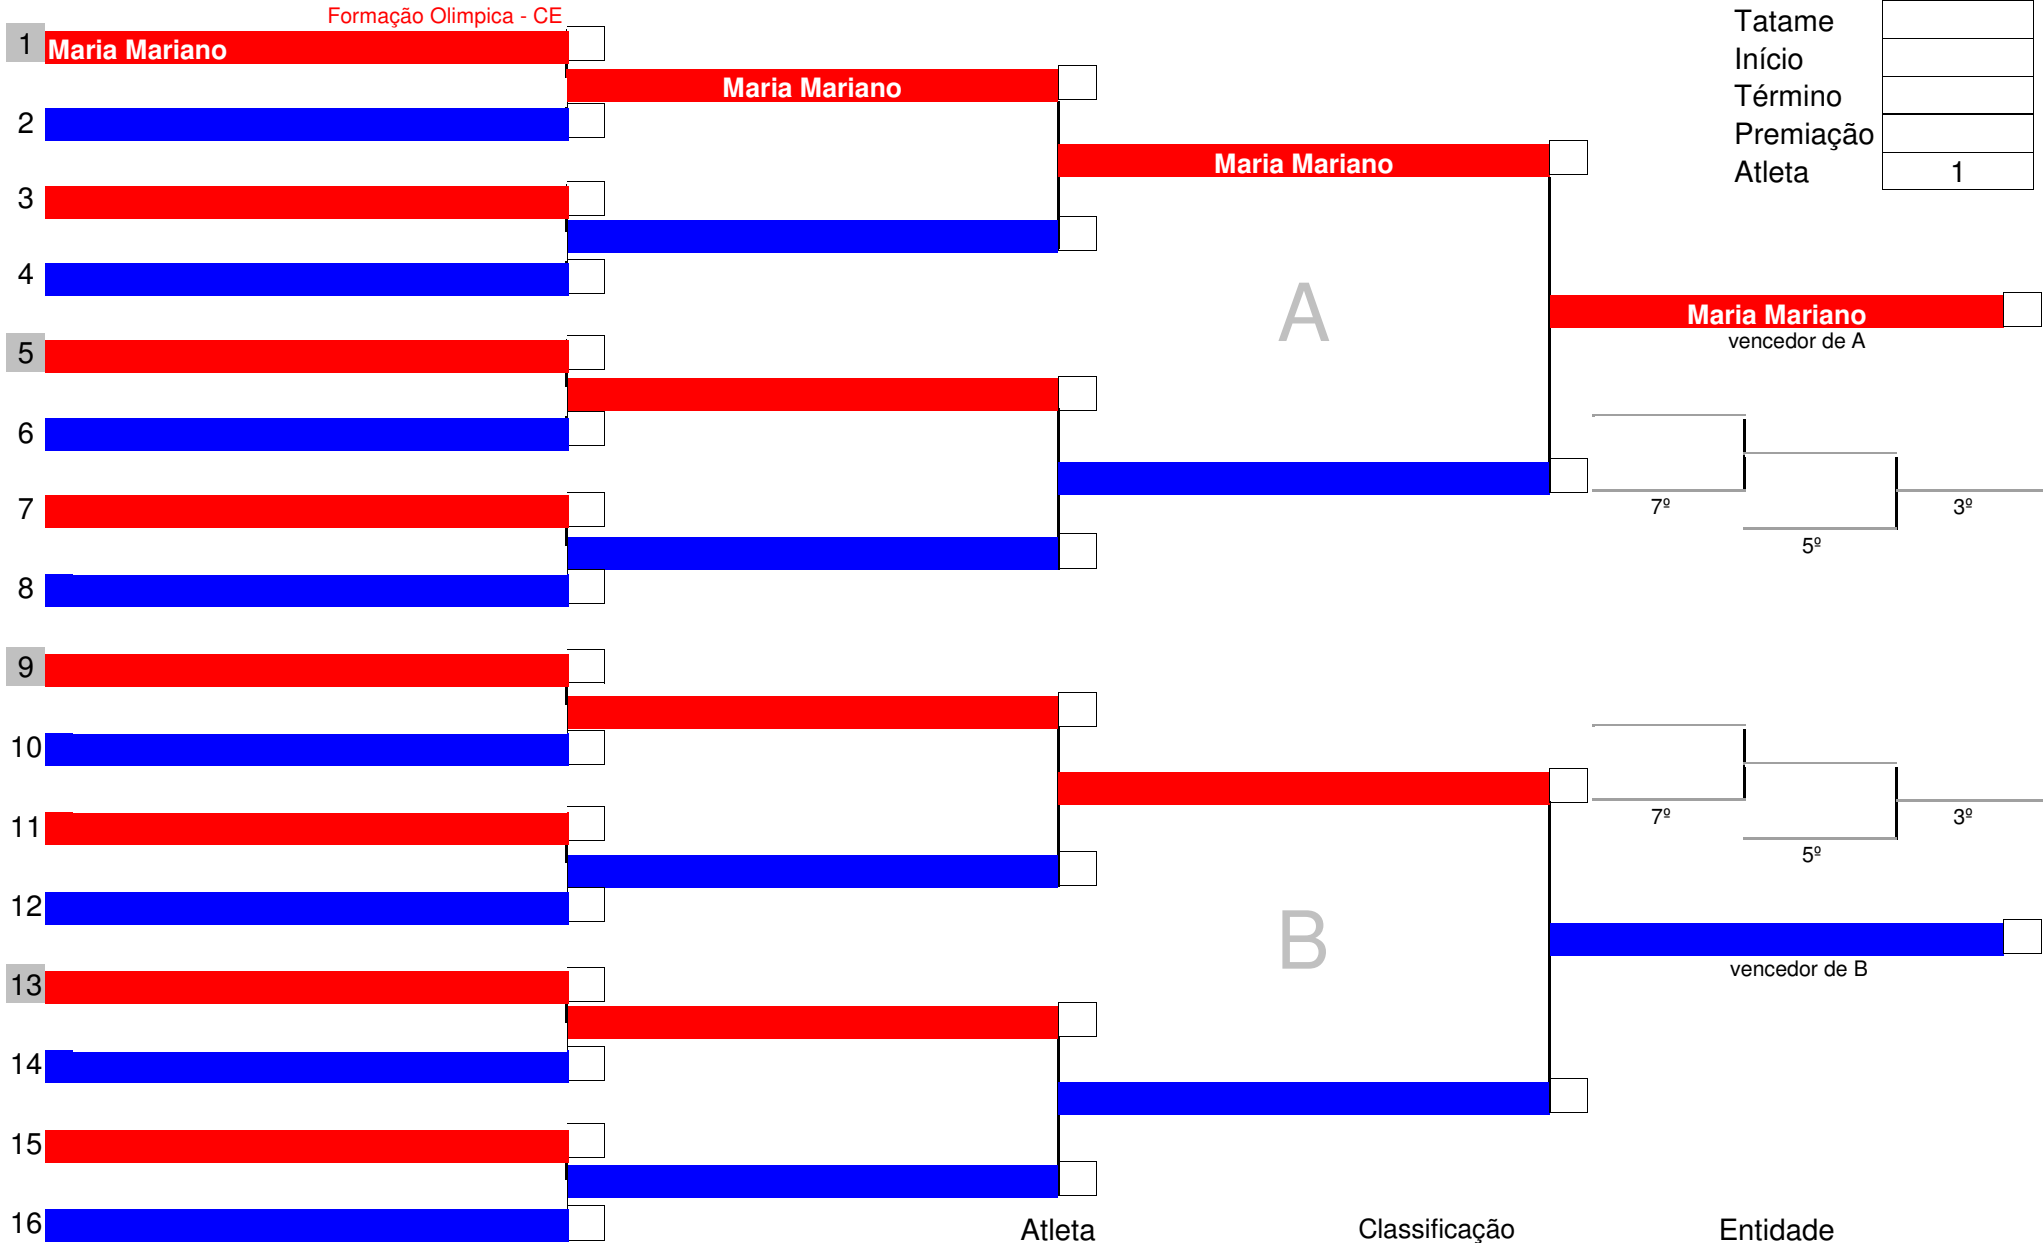 Formação Olimpica - CE
1 Maria Mariano
Maria Mariano
2
Maria Mariano
3
4
A
Maria Mariano
vencedor de A
5
6
7
8
7º
5º
3º
9
10
11
12
B
7º
5º
3º
vencedor de B
13
14
15
16
Tatame
Início
Término
Premiação
Atleta 1
Atleta Classificação Entidade